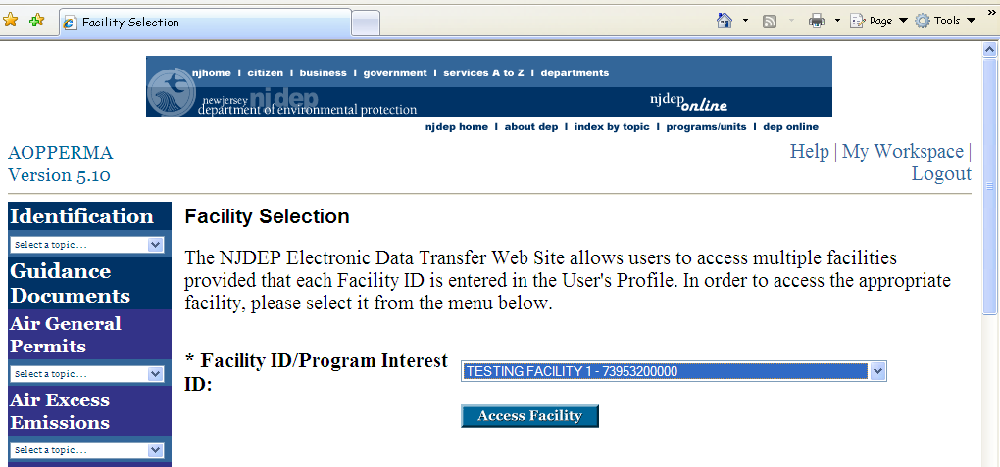 Facility Selection
Page
Tools
njhome I citizen I business I government I services A to Z I departments
newjersey njdep
department of environmental protection
njdep online
njdep home I about dep I index by topic I programs/units I dep online
AOPPERMA
Version 5.10
Help | My Workspace |
Logout
Identification
Select a topic . . .
Guidance
Documents
Air General
Permits
Select a topic . . .
Air Excess
Emissions
Select a topic . . .
Facility Selection
The NJDEP Electronic Data Transfer Web Site allows users to access multiple facilities
provided that each Facility ID is entered in the User's Profile. In order to access the appropriate
facility, please select it from the menu below.
* Facility ID/Program Interest
ID:
TESTING FACILITY 1 - 73953200000
Access Facility